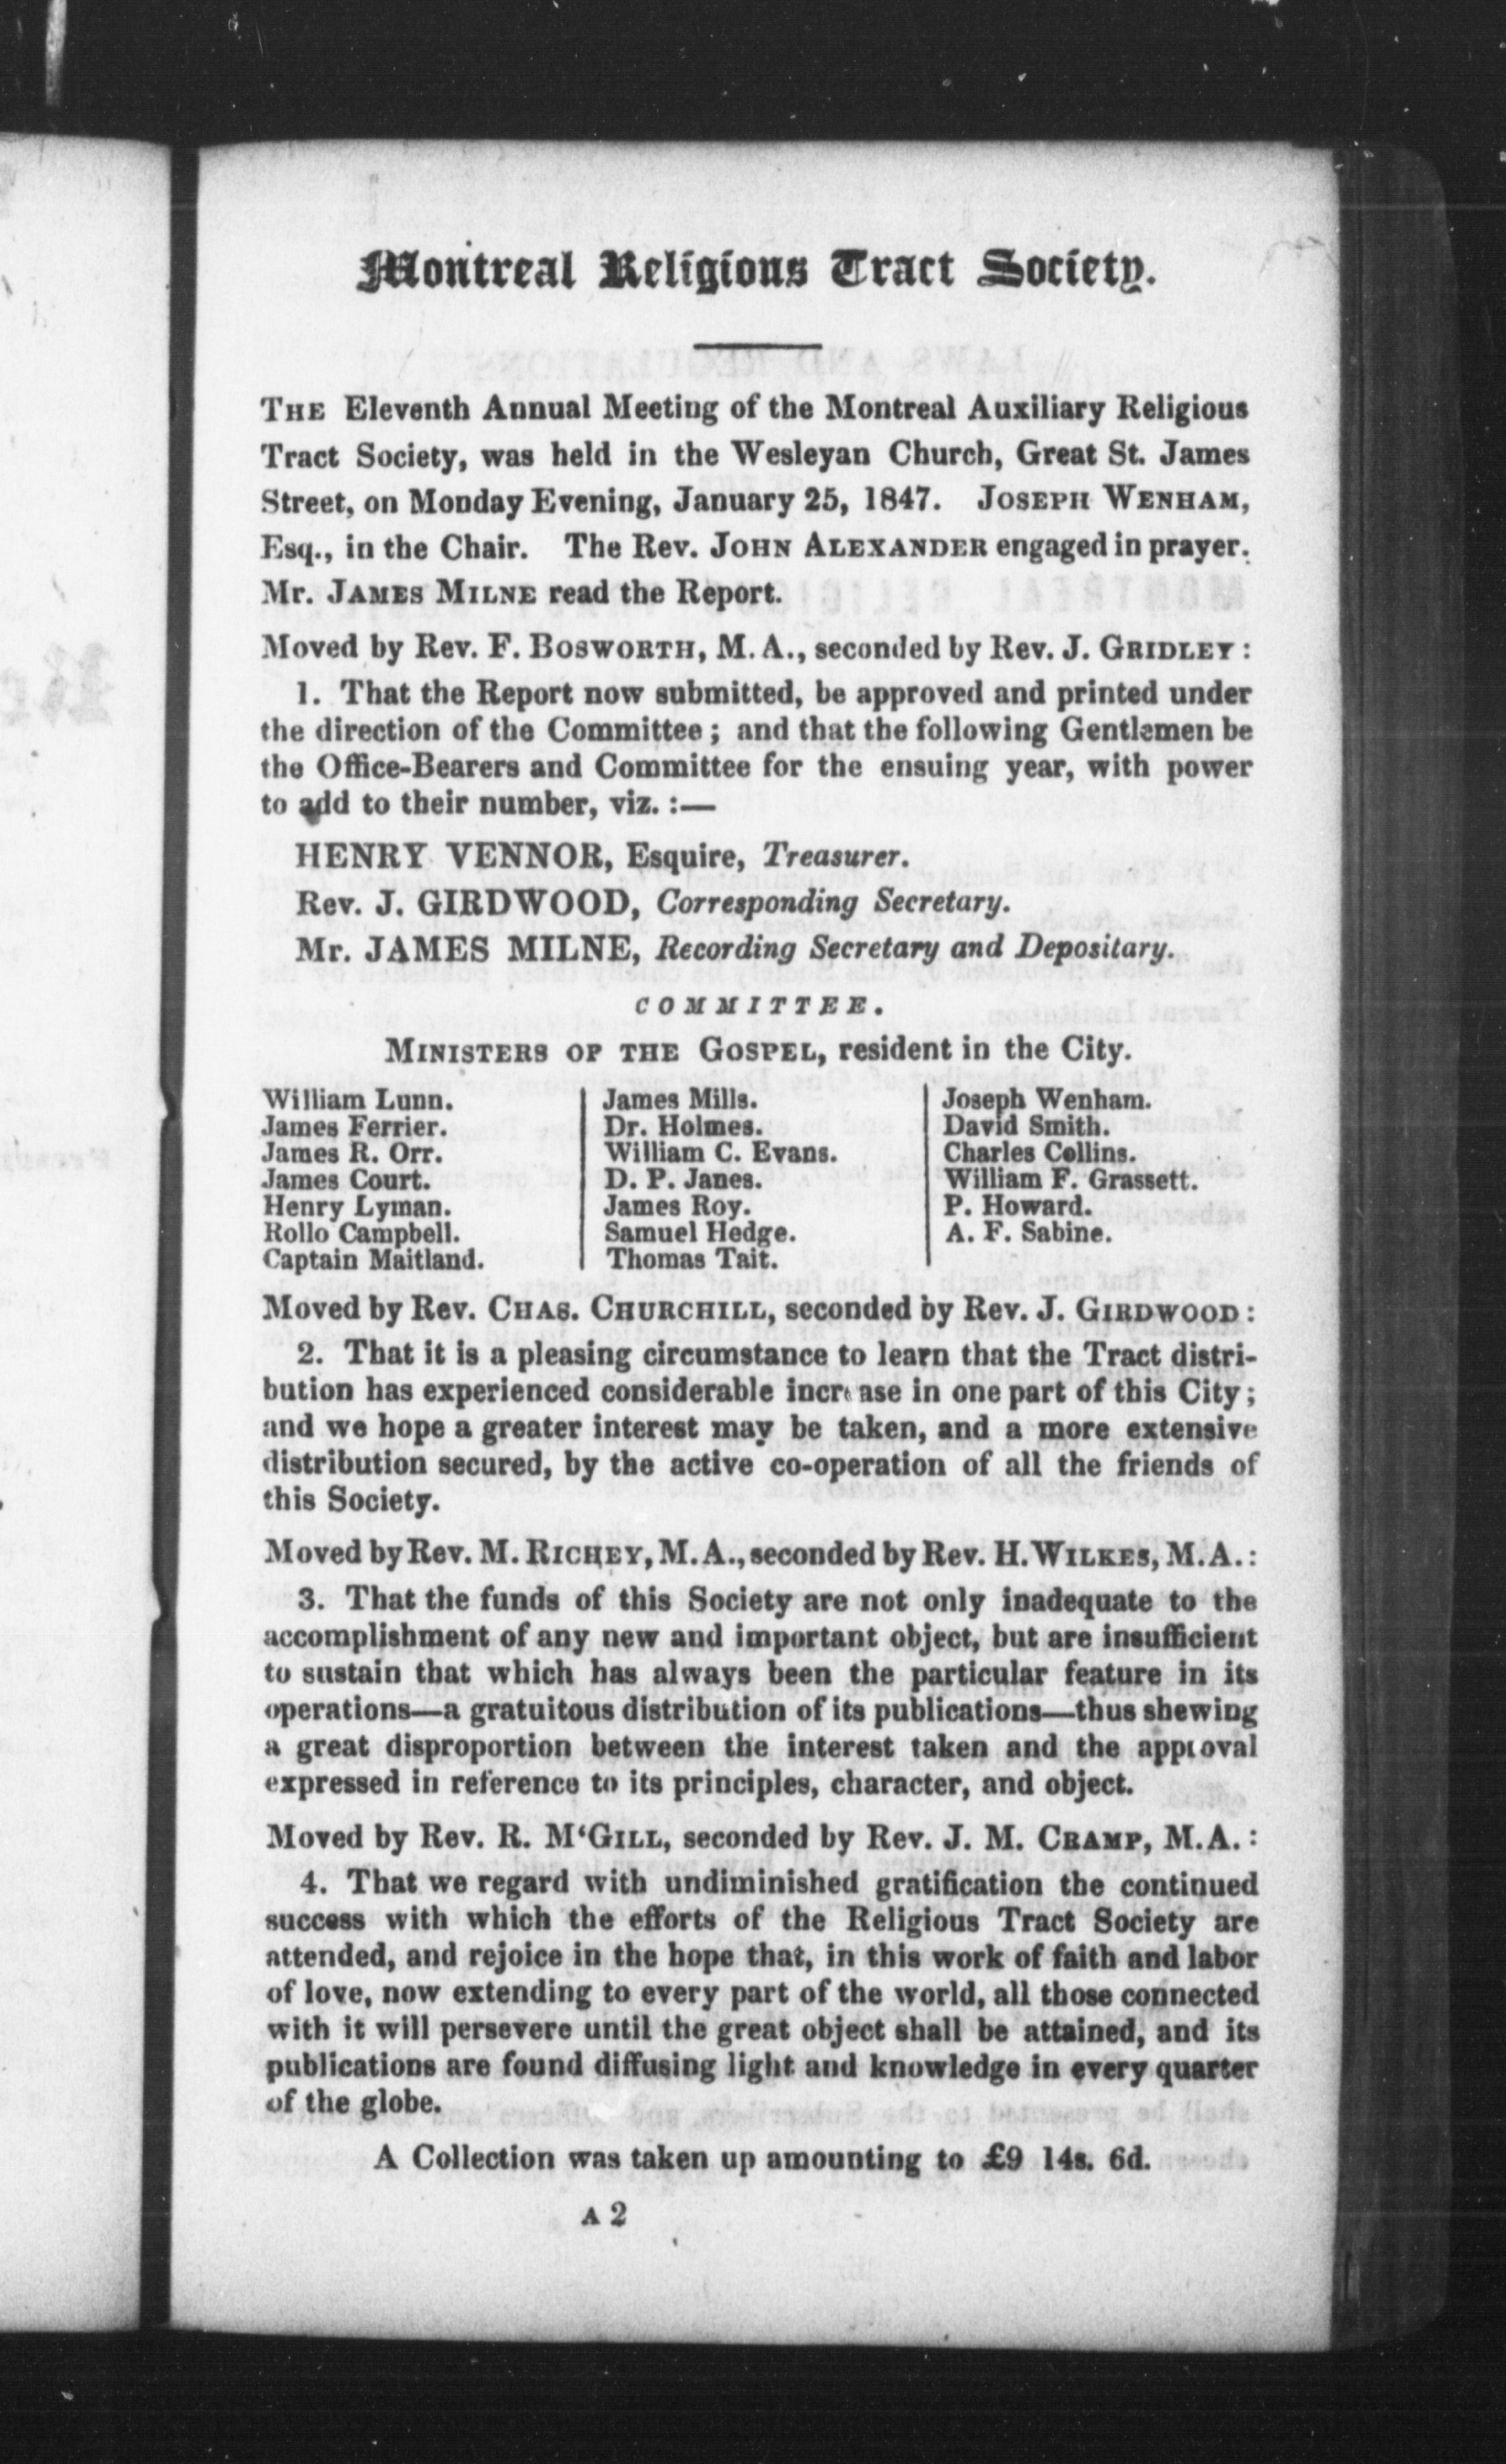 Montreal Religious Tract Society.
THE Eleventh Annual Meeting of the Montreal Auxiliary Religious
Tract Society, was held in the Wesleyan Church, Great St. James
Street, on Monday Evening, January 25, 1847. JOSEPH WENHAM,
Esq., in the Chair. The Rev. JOHN ALEXANDER engaged in prayer.
Mr. JAMES MILNE read the Report.
Moved by Rev. F. BOSWORTH, M. A., seconded by Rev. J. GRIDLEY:
1. That the Report now submitted, be approved and printed under
the direction of the Committee; and that the following Gentlemen be
the Office-Bearers and Committee for the ensuing year, with power
to add to their number, viz. :—
HENRY VENNOR, Esquire, Treasurer.
Rev. J. GIRDWOOD, Corresponding Secretary.
Mr. JAMES MILNE, Recording Secretary and Depositary.
COMMITTEE.
MINISTERS OF THE GOSPEL, resident in the City.
William Lunn.
James Ferrier.
James R. Orr.
James Court.
Henry Lyman.
Rollo Campbell.
Captain Maitland.
James Mills.
Dr. Holmes.
William C. Evans.
D. P. Janes.
James Roy.
Samuel Hedge.
Thomas Tait.
Joseph Wenham.
David Smith.
Charles Collins.
William F. Grassett.
P. Howard.
A. F. Sabine.
Moved by Rev. CHAS. CHURCHILL, seconded by Rev. J. GIRDWOOD:
2. That it is a pleasing circumstance to learn that the Tract distri-
bution has experienced considerable increase in one part of this City;
and we hope a greater interest may be taken, and a more extensive
distribution secured, by the active co-operation of all the friends of
this Society.
Moved by Rev. M. RICHEY, M.A., seconded by Rev. H. WILKES, M.A.:
3. That the funds of this Society are not only inadequate to the
accomplishment of any new and important object, but are insufficient
to sustain that which has always been the particular feature in its
operations—a gratuitous distribution of its publications—thus shewing
a great disproportion between the interest taken and the approval
expressed in reference to its principles, character, and object.
Moved by Rev. R. M'GILL, seconded by Rev. J. M. CRAMP, M.A.:
4. That we regard with undiminished gratification the continued
success with which the efforts of the Religious Tract Society are
attended, and rejoice in the hope that, in this work of faith and labor
of love, now extending to every part of the world, all those connected
with it will persevere until the great object shall be attained, and its
publications are found diffusing light and knowledge in every quarter
of the globe.
A Collection was taken up amounting to £9 14s. 6d.
A 2